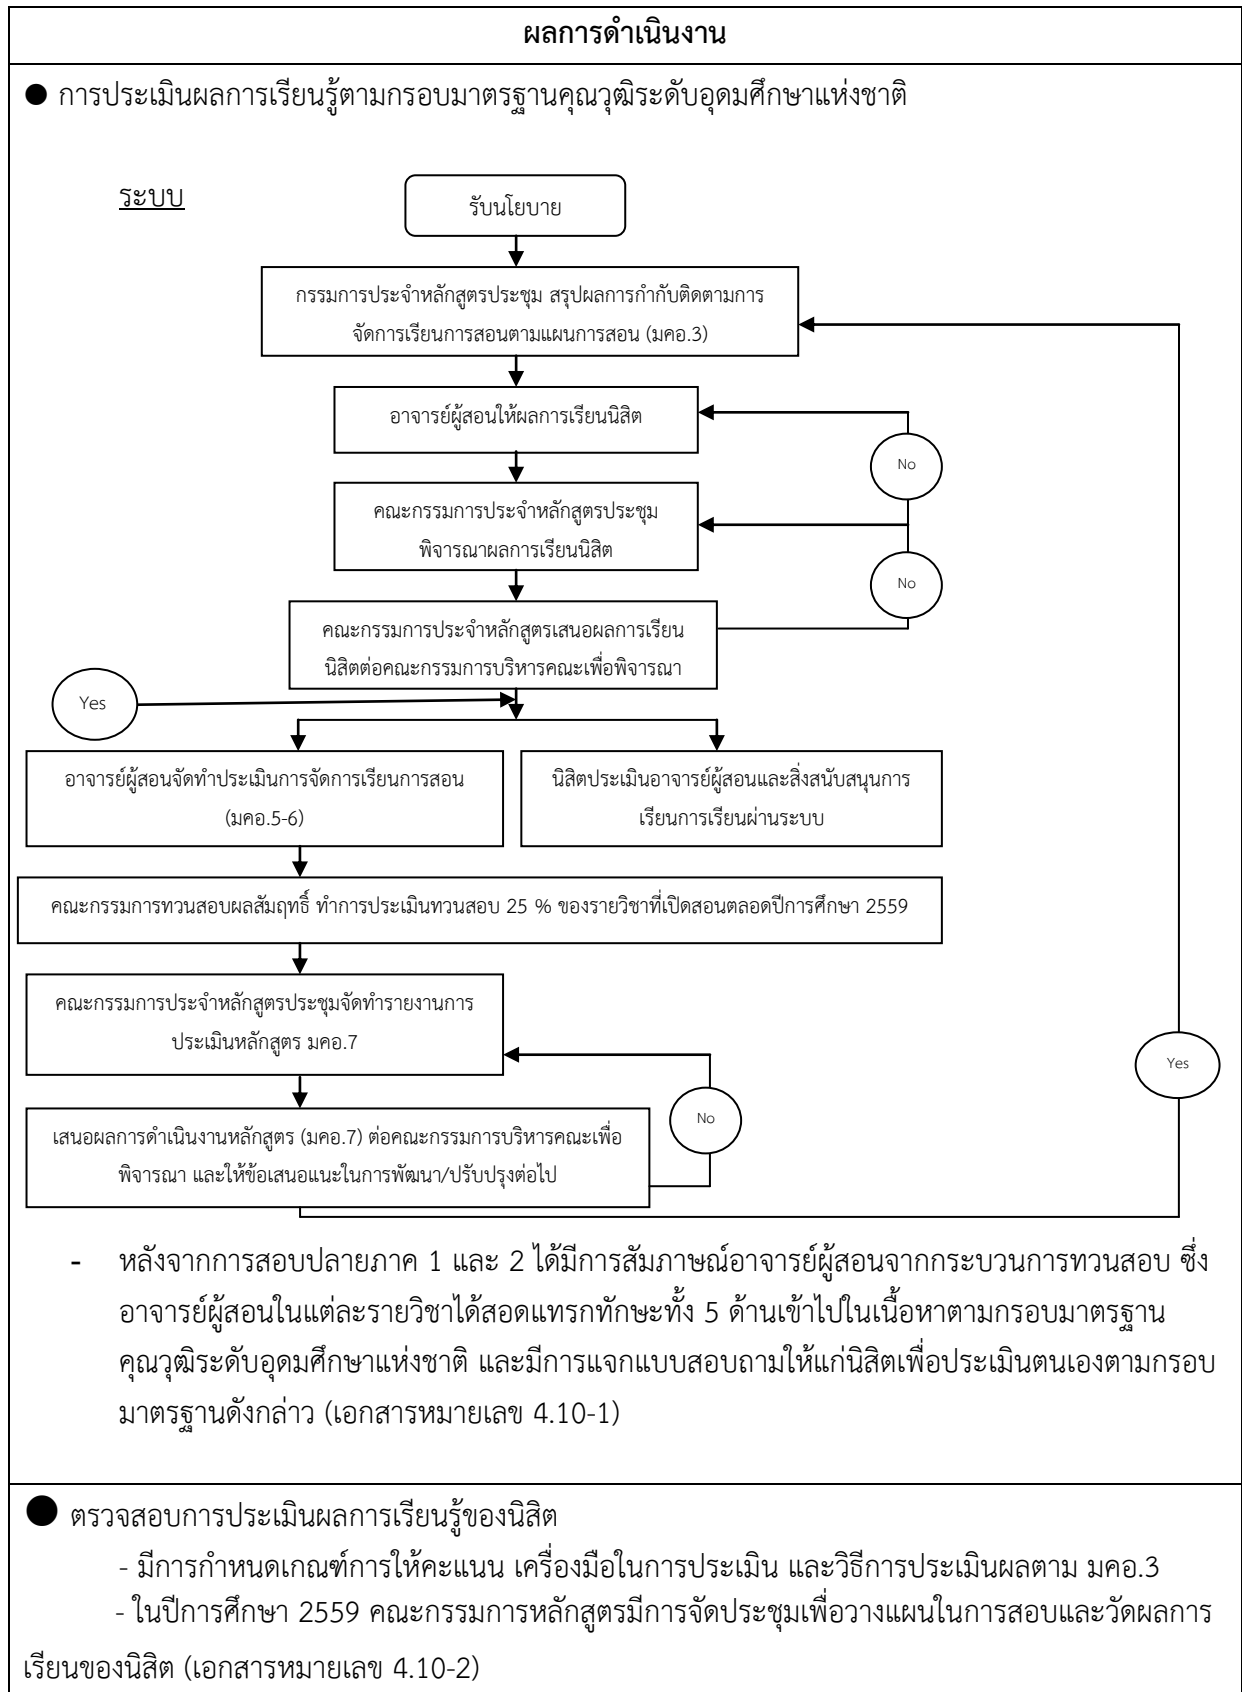 ผลการดำเนินงาน
● การประเมินผลการเรียนรู้ตามกรอบมาตรฐานคุณวุฒิระดับอุดมศึกษาแห่งชาติ
ระบบ
รับนโยบาย
กรรมการประจำหลักสูตรประชุม สรุปผลการกำกับติดตามการ
จัดการเรียนการสอนตามแผนการสอน (มคอ.3)
อาจารย์ผู้สอนให้ผลการเรียนนิสิต
No
คณะกรรมการประจำหลักสูตรประชุม
พิจารณาผลการเรียนนิสิต
No
คณะกรรมการประจำหลักสูตรเสนอผลการเรียน
นิสิตต่อคณะกรรมการบริหารคณะเพื่อพิจารณา
Yes
อาจารย์ผู้สอนจัดทำประเมินการจัดการเรียนการสอน
(มคอ.5-6)
นิสิตประเมินอาจารย์ผู้สอนและสิ่งสนับสนุนการ
เรียนการเรียนผ่านระบบ
คณะกรรมการทวนสอบผลสัมฤทธิ์ ทำการประเมินทวนสอบ 25 % ของรายวิชาที่เปิดสอนตลอดปีการศึกษา 2559
คณะกรรมการประจำหลักสูตรประชุมจัดทำรายงานการ
ประเมินหลักสูตร มคอ.7
Yes
No
เสนอผลการดำเนินงานหลักสูตร (มคอ.7) ต่อคณะกรรมการบริหารคณะเพื่อ
พิจารณา และให้ข้อเสนอแนะในการพัฒนา/ปรับปรุงต่อไป
- หลังจากการสอบปลายภาค 1 และ 2 ได้มีการสัมภาษณ์อาจารย์ผู้สอนจากกระบวนการทวนสอบ ซึ่ง
อาจารย์ผู้สอนในแต่ละรายวิชาได้สอดแทรกทักษะทั้ง 5 ด้านเข้าไปในเนื้อหาตามกรอบมาตรฐาน
คุณวุฒิระดับอุดมศึกษาแห่งชาติ และมีการแจกแบบสอบถามให้แก่นิสิตเพื่อประเมินตนเองตามกรอบ
มาตรฐานดังกล่าว (เอกสารหมายเลข 4.10-1)
● ตรวจสอบการประเมินผลการเรียนรู้ของนิสิต
- มีการกำหนดเกณฑ์การให้คะแนน เครื่องมือในการประเมิน และวิธีการประเมินผลตาม มคอ.3
- ในปีการศึกษา 2559 คณะกรรมการหลักสูตรมีการจัดประชุมเพื่อวางแผนในการสอบและวัดผลการ
เรียนของนิสิต (เอกสารหมายเลข 4.10-2)